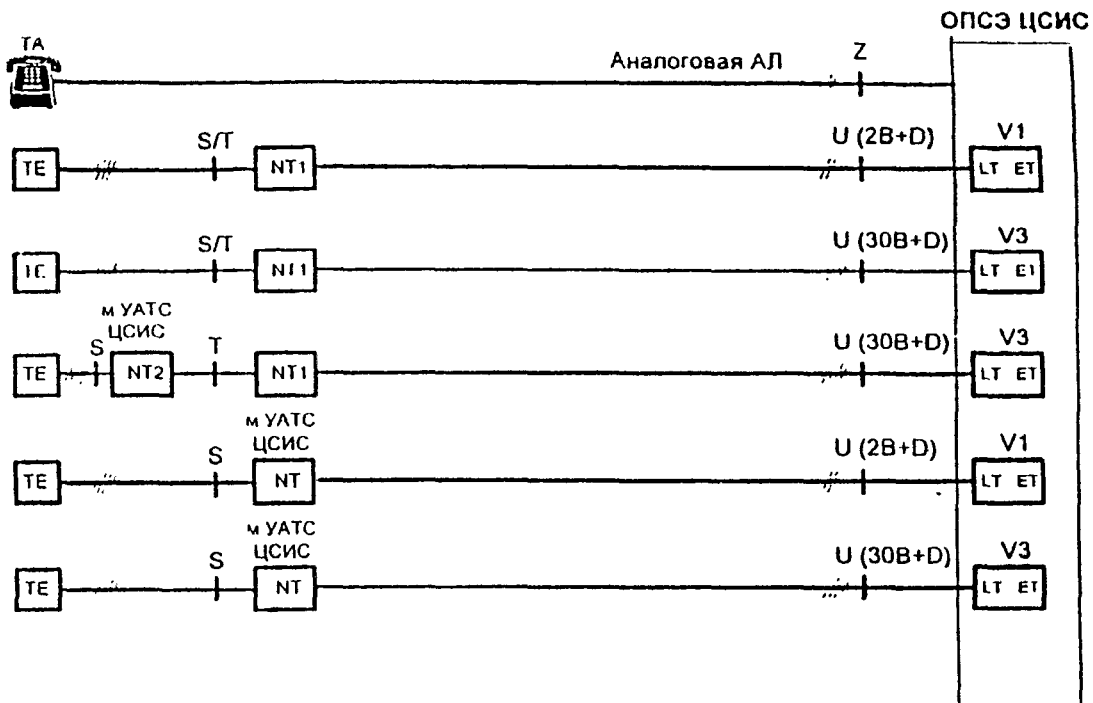 ОПСЭ ЦСИС
ТА
Аналоговая АЛ Z
S/T U (2B+D) V1
TE NT1 LT ET
S/T U (30B+D) V3
NT1 LT ET
м УАТС
ЦСИС
S T U (30B+D) V3
TE NT2 NT1 LT ET
м УАТС
ЦСИС
S U (2B+D) V1
TE NT LT ET
м УАТС
ЦСИС
S U (30B+D) V3
TE NT LT ET